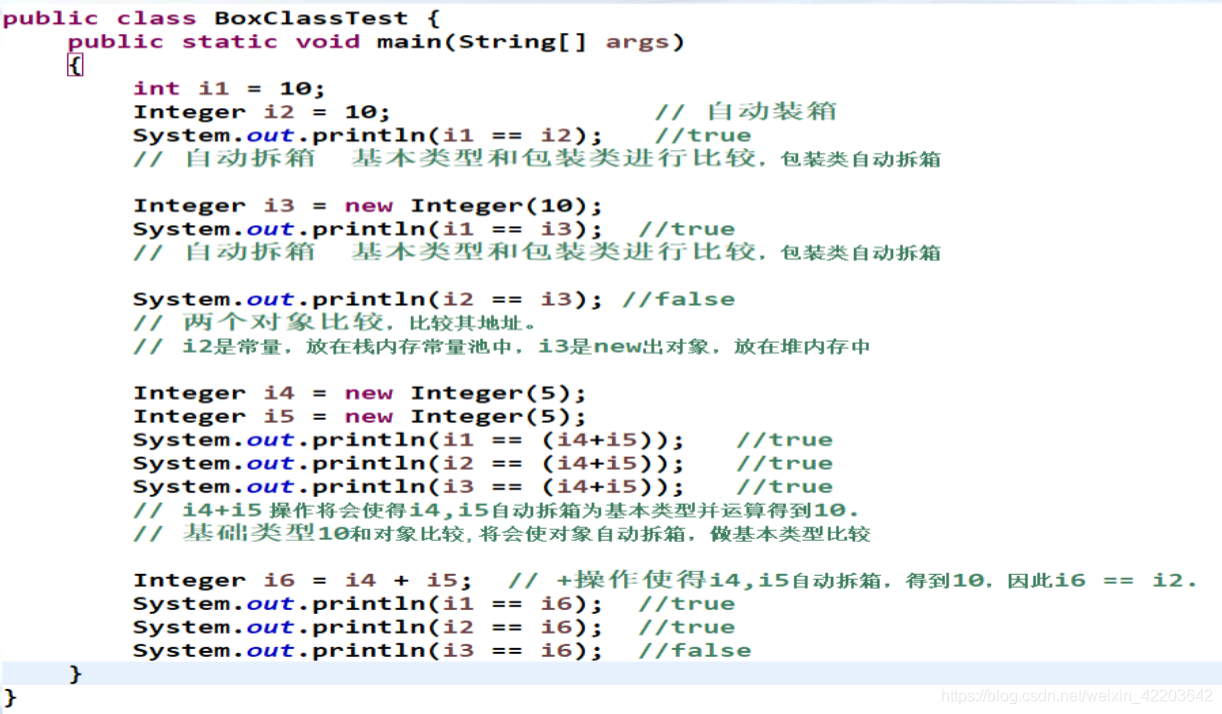 public class BoxClassTest {
public static void main(String[] args)
{
int i1 = 10;
Integer i2 = 10; // 自动装箱
System.out.println(i1 == i2); //true
// 自动拆箱 基本类型和包装类进行比较，包装类自动拆箱
Integer i3 = new Integer(10);
System.out.println(i1 == i3); //true
// 自动拆箱 基本类型和包装类进行比较，包装类自动拆箱
System.out.println(i2 == i3); //false
// 两个对象比较，比较其地址。
// i2是常量，放在栈内存常量池中，i3是new出对象，放在堆内存中
Integer i4 = new Integer(5);
Integer i5 = new Integer(5);
System.out.println(i1 == (i4+i5)); //true
System.out.println(i2 == (i4+i5)); //true
System.out.println(i3 == (i4+i5)); //true
// i4+i5 操作将会使得i4,i5自动拆箱为基本类型并运算得到10.
// 基础类型10和对象比较,将会使对象自动拆箱，做基本类型比较
Integer i6 = i4 + i5; // +操作使得i4,i5自动拆箱，得到10，因此i6 == i2.
System.out.println(i1 == i6); //true
System.out.println(i2 == i6); //true
System.out.println(i3 == i6); //false
}
}
https://blog.csdn.net/weixin_42203642